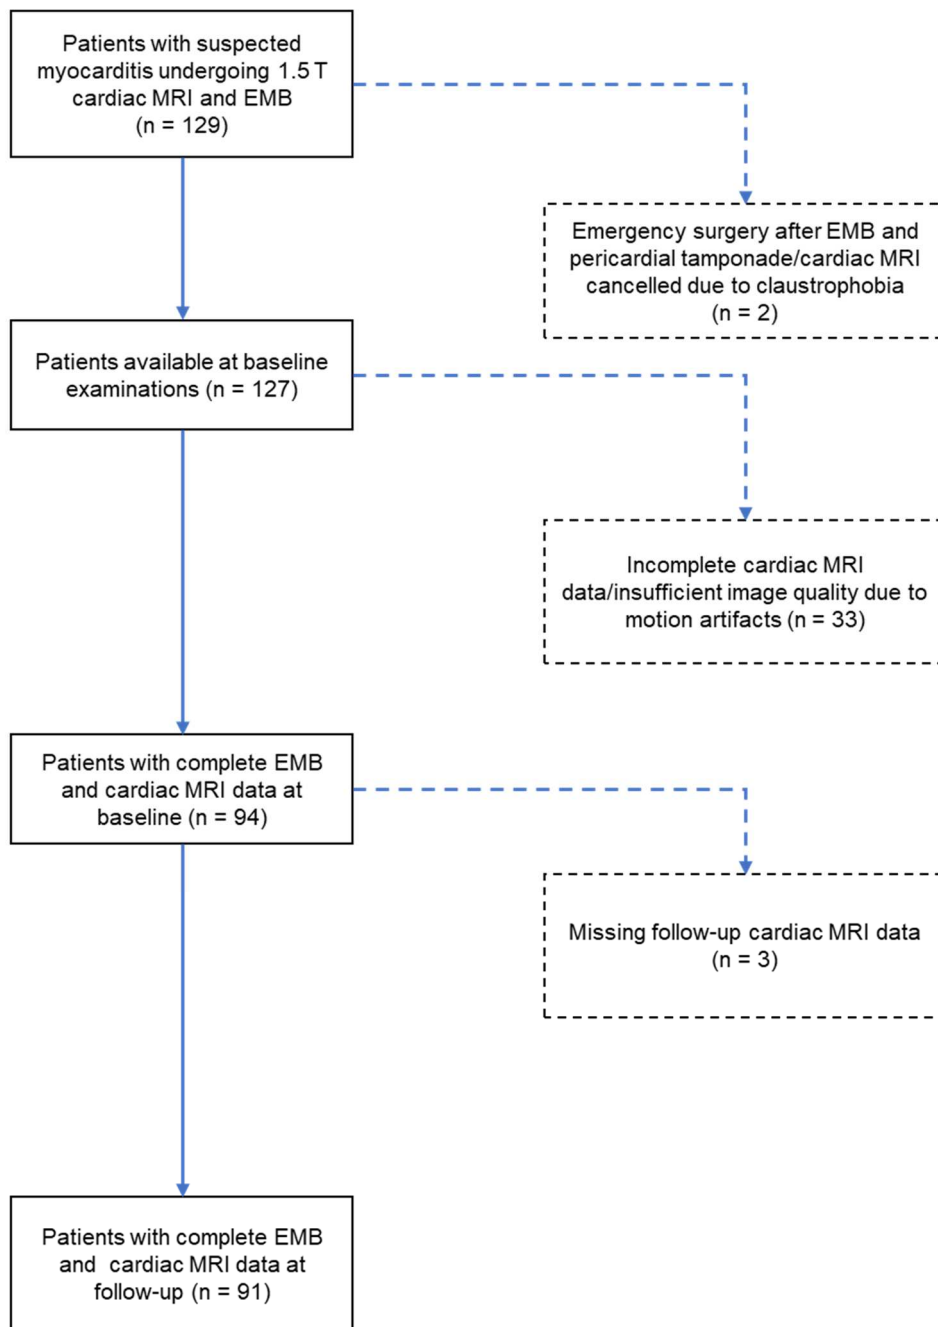 Patients with suspected
myocarditis undergoing 1.5 T
cardiac MRI and EMB
(n = 129)
Emergency surgery after EMB and
pericardial tamponade/cardiac MRI
cancelled due to claustrophobia
(n = 2)
Patients available at baseline
examinations (n = 127)
Incomplete cardiac MRI
data/insufficient image quality due to
motion artifacts (n = 33)
Patients with complete EMB
and cardiac MRI data at
baseline (n = 94)
Missing follow-up cardiac MRI data
(n = 3)
Patients with complete EMB
and cardiac MRI data at
follow-up (n = 91)